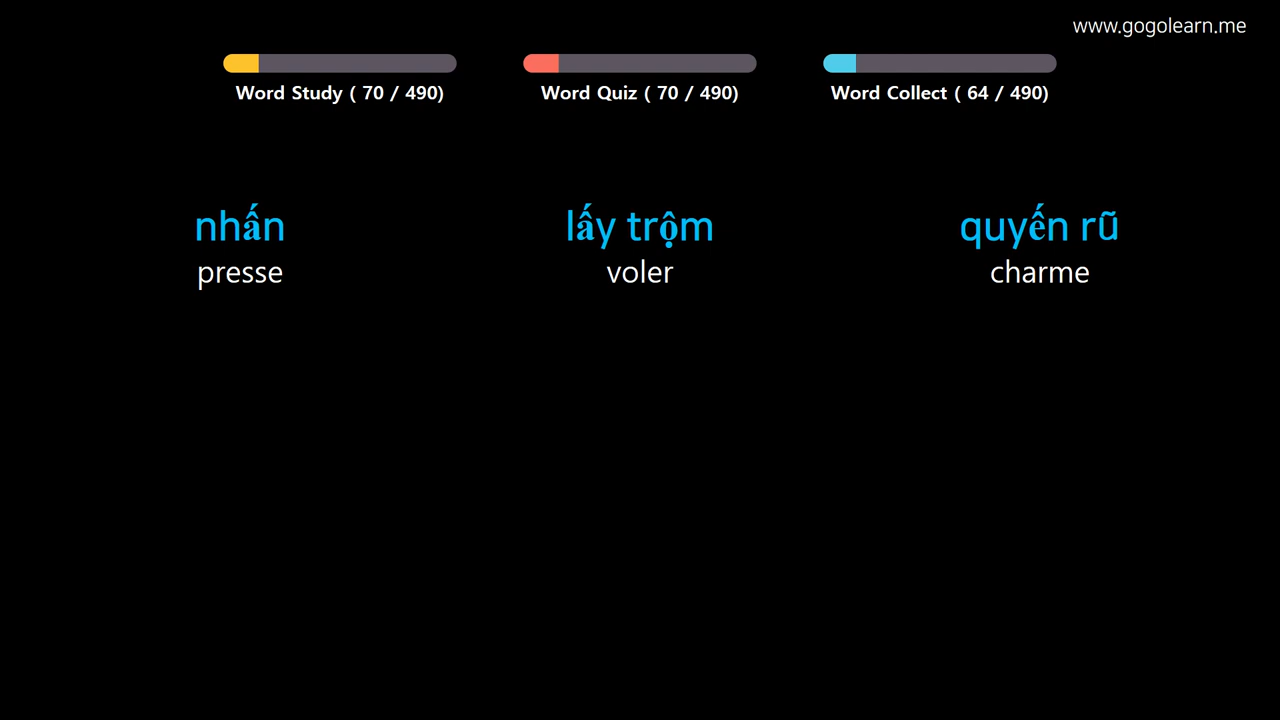 www.gogolearn.me
Word Study ( 70 / 490)
Word Quiz ( 70 / 490)
Word Collect ( 64 / 490)
nhấn
presse
lấy trộm
voler
quyến rũ
charme